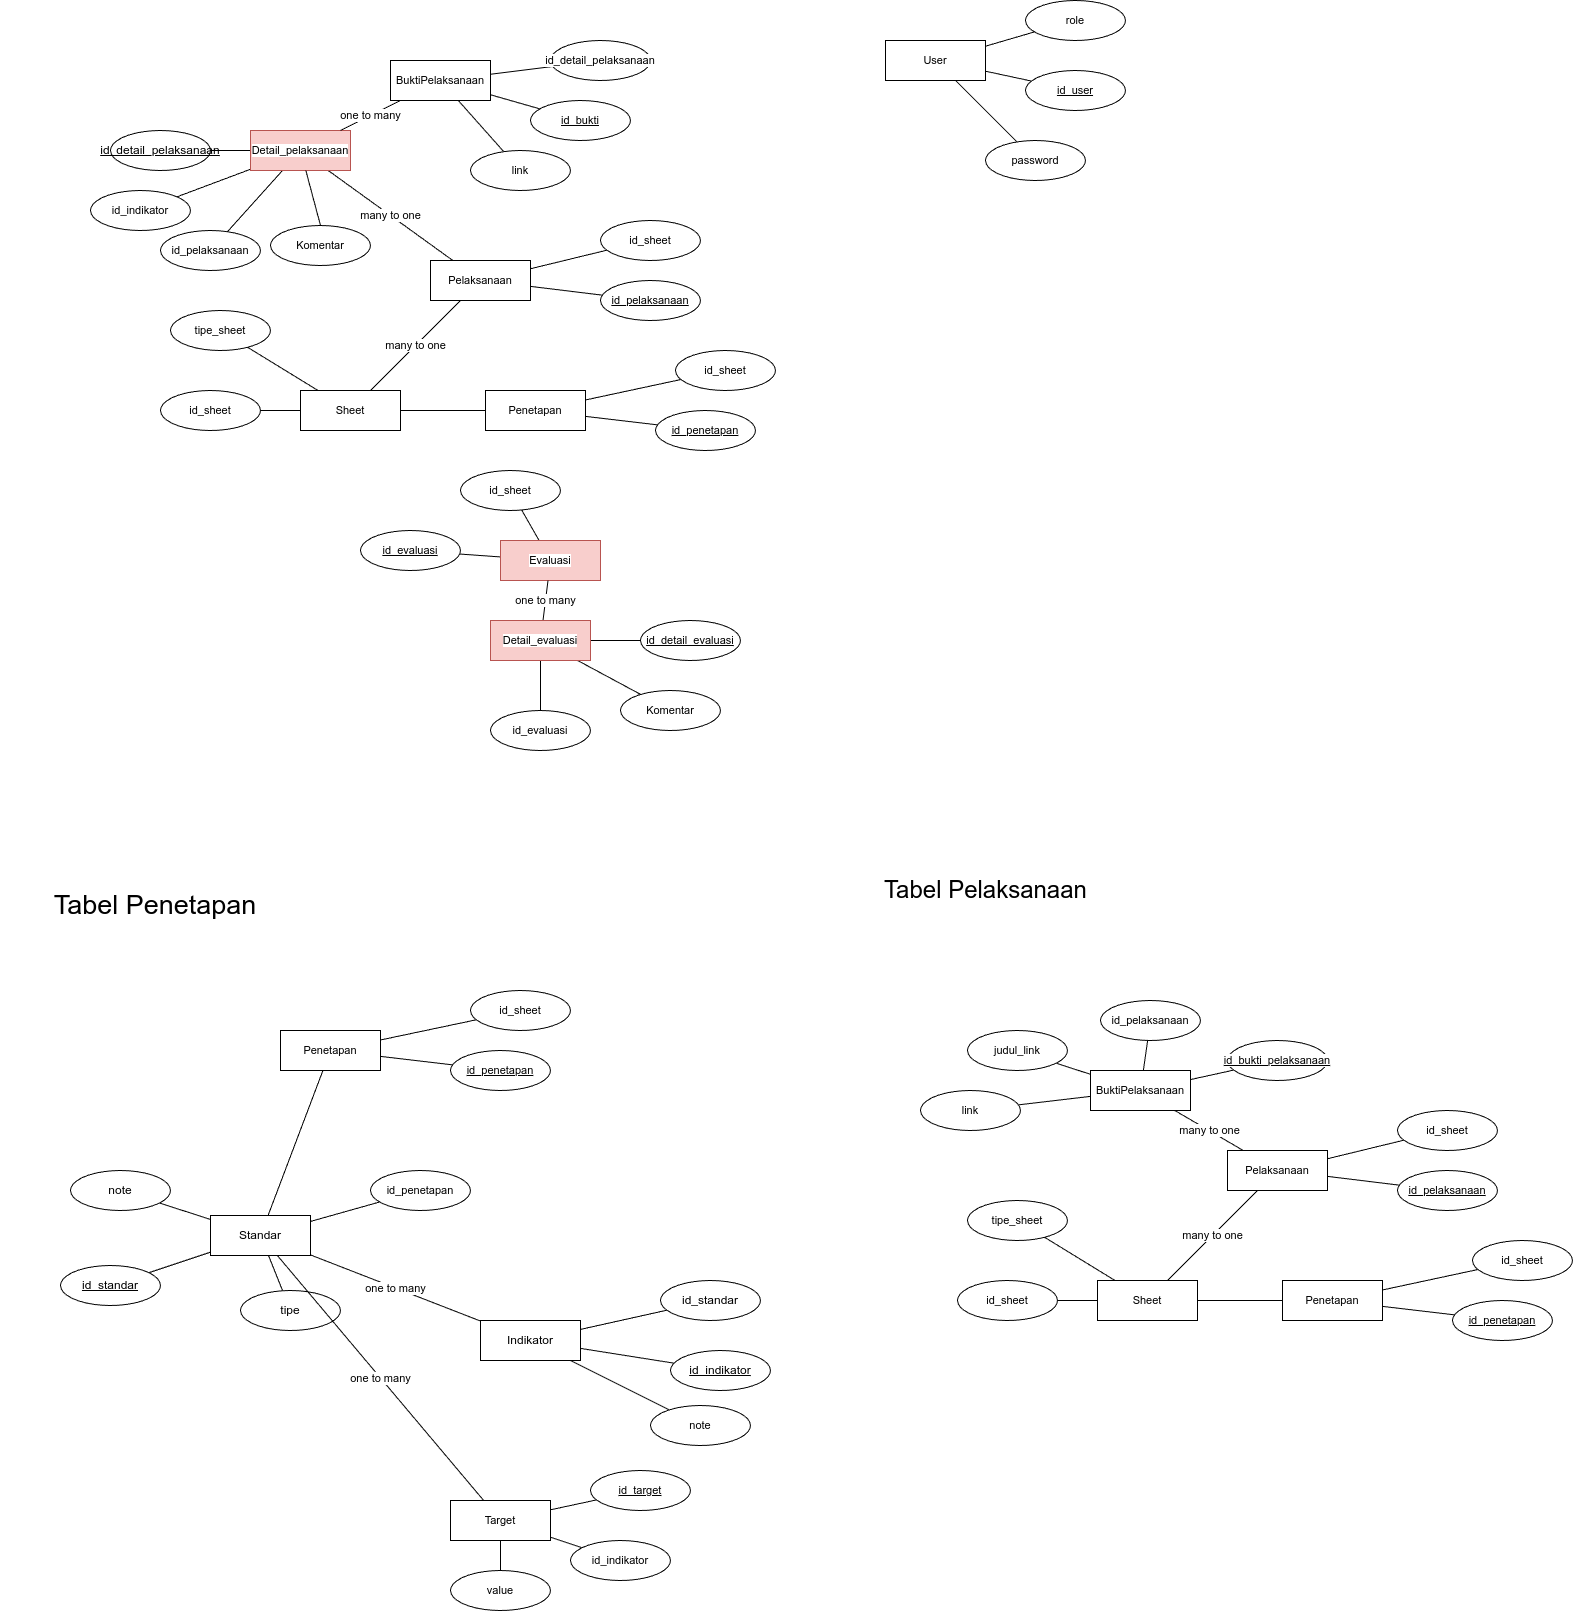 role
User
id_user
password
id_detail_pelaksanaan
BuktiPelaksanaan
id_bukti
one to many
id_detail_pelaksanaan
Detail_pelaksanaan
link
id_indikator
many to one
id_pelaksanaan
Komentar
id_sheet
Pelaksanaan
id_pelaksanaan
tipe_sheet
many to one
id_sheet
id_sheet
Sheet
Penetapan
id_penetapan
id_sheet
id_evaluasi
Evaluasi
one to many
Detail_evaluasi
id_detail_evaluasi
Komentar
id_evaluasi
Tabel Penetapan
id_sheet
Penetapan
id_penetapan
note
id_penetapan
Standar
id_standar
tipe
one to many
id_standar
Indikator
id_indikator
one to many
note
id_target
Target
id_indikator
value
Tabel Pelaksanaan
id_pelaksanaan
judul_link
id_bukti_pelaksanaan
BuktiPelaksanaan
link
many to one
id_sheet
Pelaksanaan
id_pelaksanaan
tipe_sheet
many to one
id_sheet
id_sheet
Sheet
Penetapan
id_penetapan